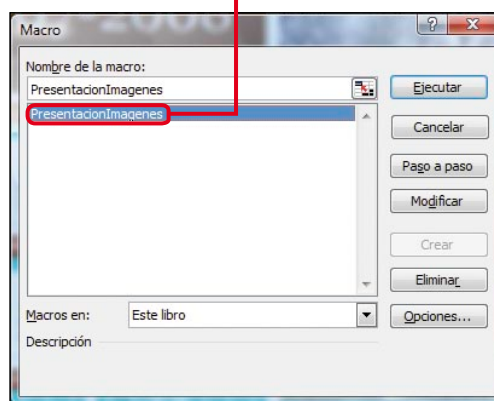 -2008
Macro
Nombre de la macro:
PresentacionImagenes
PresentacionImagenes
Ejecutar
Cancelar
Paso a paso
Modificar
Crear
Eliminar
Opciones...
Macros en:
Este libro
Descripción